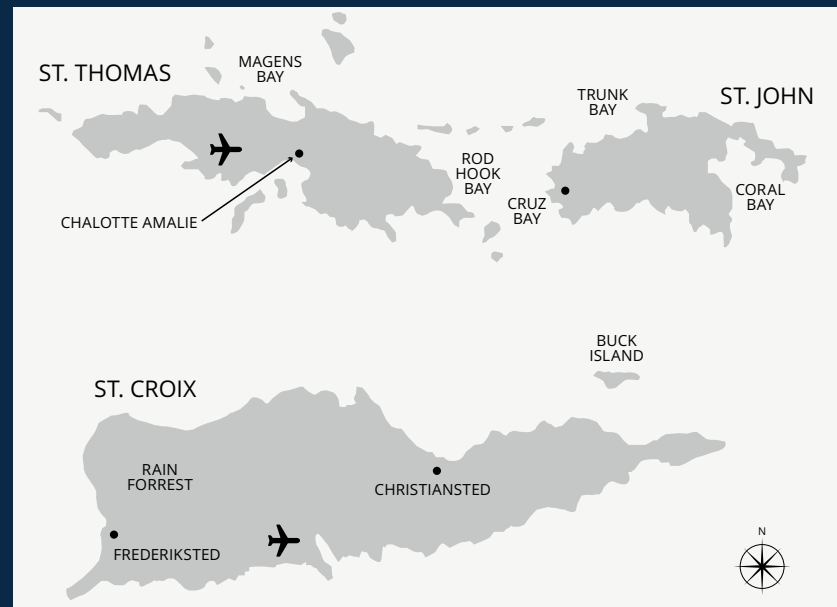 ST. THOMAS
MAGENS
BAY
TRUNK
BAY
ST. JOHN
ROD
HOOK
BAY
CRUZ
BAY
CORAL
BAY
CHALOTTE AMALIE
BUCK
ISLAND
ST. CROIX
RAIN
FORREST
CHRISTIANSTED
FREDERIKSTED
N